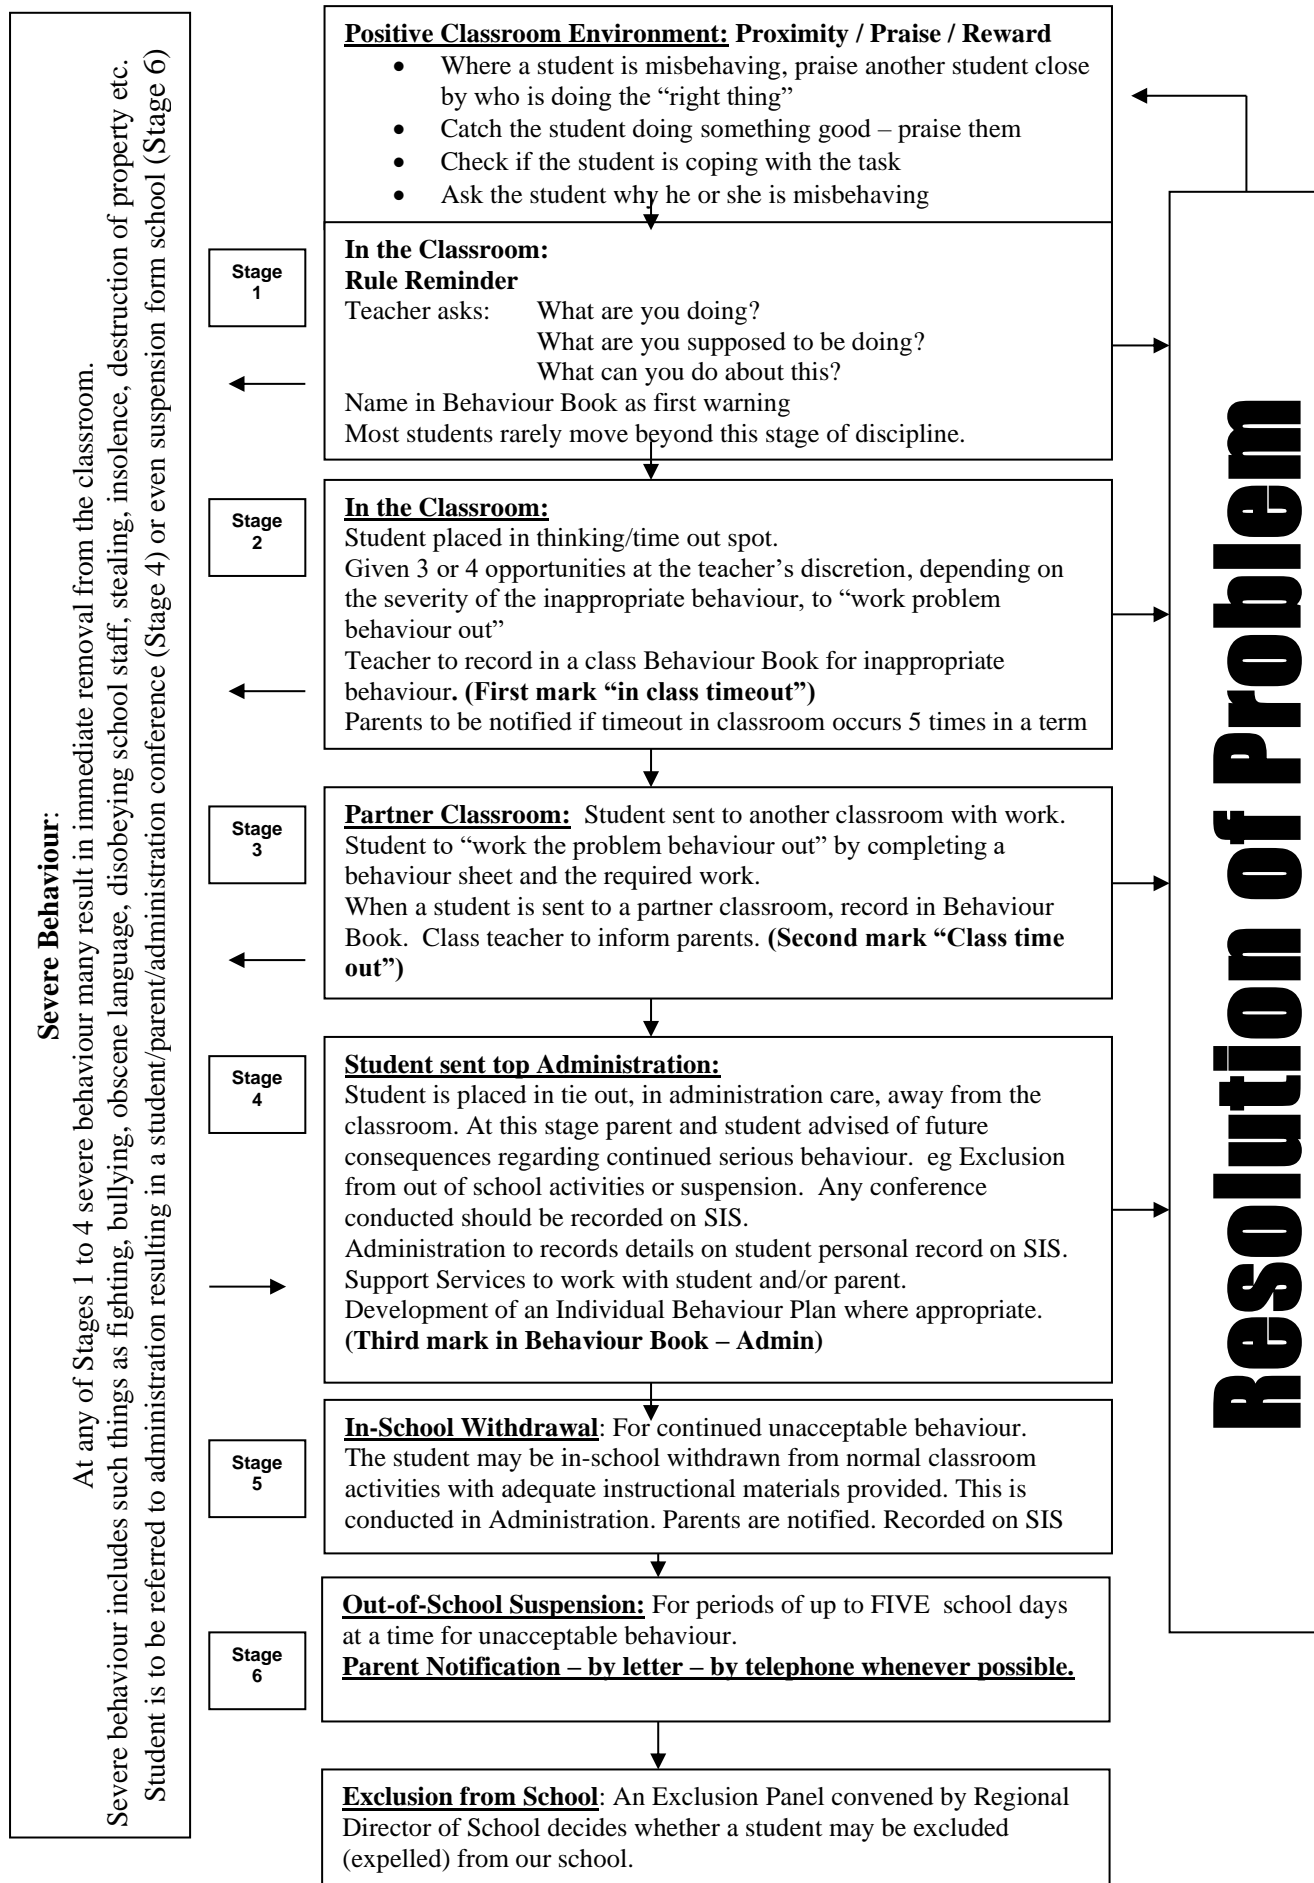 Severe Behaviour:
At any of Stages 1 to 4 severe behaviour many result in immediate removal from the classroom.
Severe behaviour includes such things as fighting, bullying, obscene language, disobeying school staff, stealing, insolence, destruction of property etc.
Student is to be referred to administration resulting in a student/parent/administration conference (Stage 4) or even suspension form school (Stage 6)
Positive Classroom Environment: Proximity / Praise / Reward
• Where a student is misbehaving, praise another student close
by who is doing the “right thing”
• Catch the student doing something good – praise them
• Check if the student is coping with the task
• Ask the student why he or she is misbehaving
Stage
1
In the Classroom:
Rule Reminder
Teacher asks: What are you doing?
What are you supposed to be doing?
What can you do about this?
Name in Behaviour Book as first warning
Most students rarely move beyond this stage of discipline.
Stage
2
In the Classroom:
Student placed in thinking/time out spot.
Given 3 or 4 opportunities at the teacher’s discretion, depending on
the severity of the inappropriate behaviour, to “work problem
behaviour out”
Teacher to record in a class Behaviour Book for inappropriate
behaviour. (First mark “in class timeout”)
Parents to be notified if timeout in classroom occurs 5 times in a term
Stage
3
Partner Classroom: Student sent to another classroom with work.
Student to “work the problem behaviour out” by completing a
behaviour sheet and the required work.
When a student is sent to a partner classroom, record in Behaviour
Book. Class teacher to inform parents. (Second mark “Class time
out”)
Stage
4
Student sent top Administration:
Student is placed in tie out, in administration care, away from the
classroom. At this stage parent and student advised of future
consequences regarding continued serious behaviour. eg Exclusion
from out of school activities or suspension. Any conference
conducted should be recorded on SIS.
Administration to records details on student personal record on SIS.
Support Services to work with student and/or parent.
Development of an Individual Behaviour Plan where appropriate.
(Third mark in Behaviour Book – Admin)
Stage
5
In-School Withdrawal: For continued unacceptable behaviour.
The student may be in-school withdrawn from normal classroom
activities with adequate instructional materials provided. This is
conducted in Administration. Parents are notified. Recorded on SIS
Stage
6
Out-of-School Suspension: For periods of up to FIVE school days
at a time for unacceptable behaviour.
Parent Notification – by letter – by telephone whenever possible.
Exclusion from School: An Exclusion Panel convened by Regional
Director of School decides whether a student may be excluded
(expelled) from our school.
Resolution of Problem